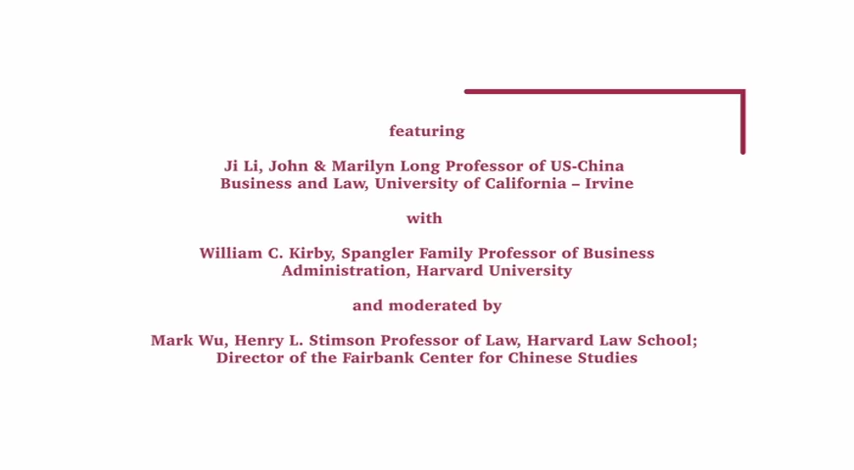 featuring
Ji Li, John & Marilyn Long Professor of US-China
Business and Law, University of California – Irvine
with
William C. Kirby, Spangler Family Professor of Business
Administration, Harvard University
and moderated by
Mark Wu, Henry L. Stimson Professor of Law, Harvard Law School;
Director of the Fairbank Center for Chinese Studies